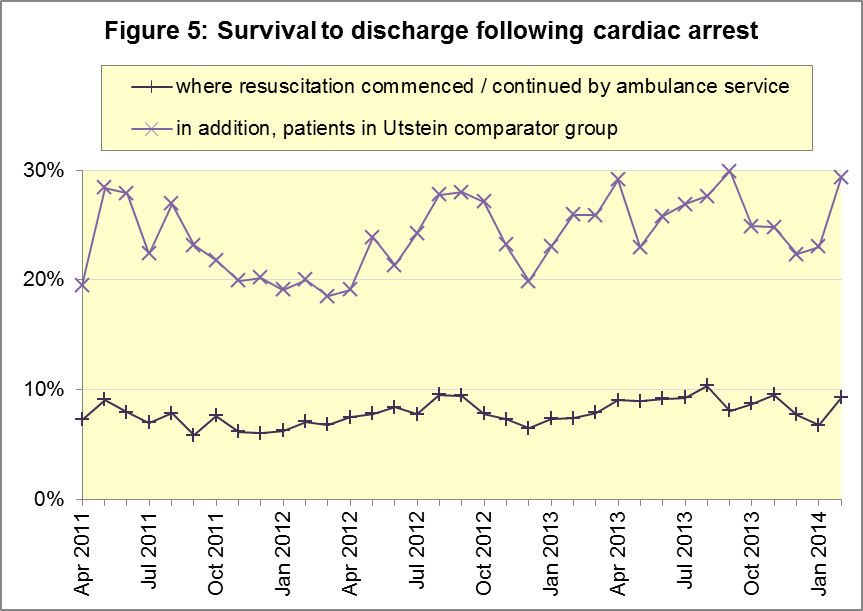 Figure 5: Survival to discharge following cardiac arrest
where resuscitation commenced / continued by ambulance service
in addition, patients in Utstein comparator group
30%
20%
10%
0%
Apr 2011
Jul 2011
Oct 2011
Jan 2012
Apr 2012
Jul 2012
Oct 2012
Jan 2013
Apr 2013
Jul 2013
Oct 2013
Jan 2014